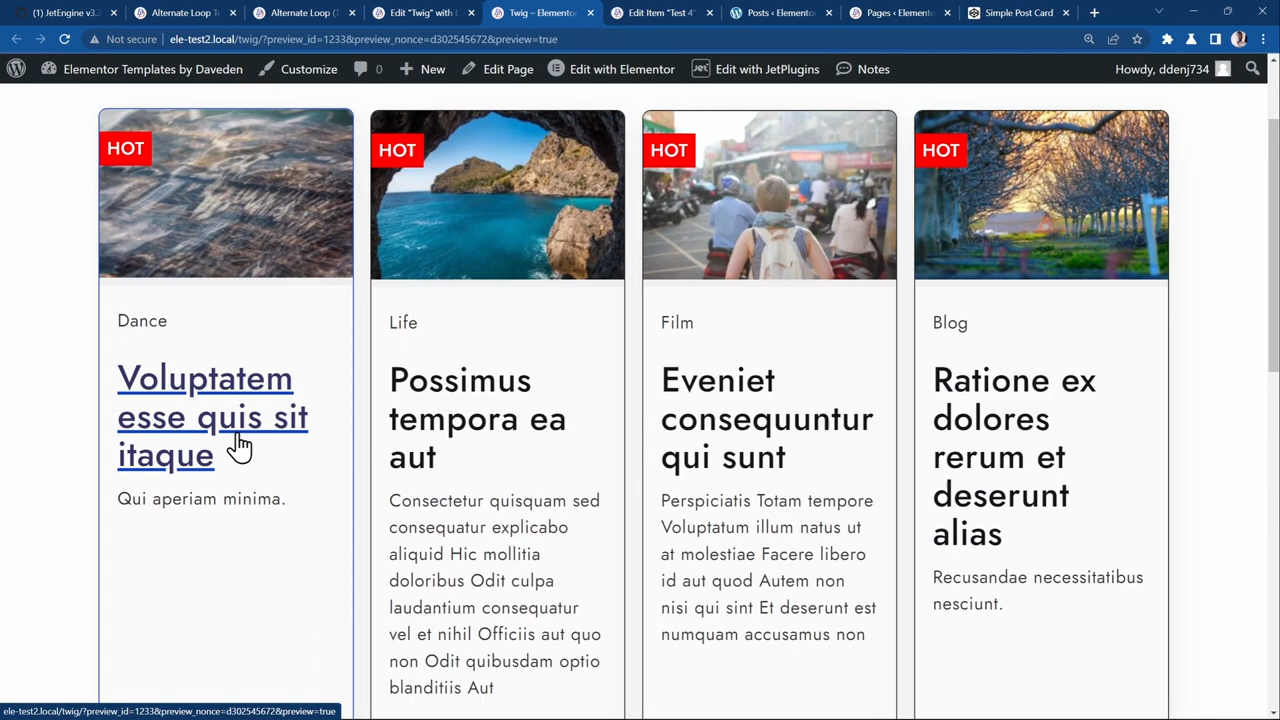 (1) JetEngine v3.
Alternate Loop T
Alternate Loop (T
Edit "Twig" with E
Twig – Elemento
Edit Item "Test 4"
Posts ‹ Elemento
Pages ‹ Elemento
Simple Post Card
Not secure
ele-test2.local/twig/?preview_id=1233&preview_nonce=d302545672&preview=true
Elementor Templates by Daveden
Customize
0
New
Edit Page
Edit with Elementor
Jet
Edit with JetPlugins
Notes
Howdy, ddenj734
HOT
Dance
Voluptatem
esse quis sit
itaque
Qui aperiam minima.
HOT
Life
Possimus
tempora ea
aut
Consectetur quisquam sed
consequatur explicabo
aliquid Hic mollitia
doloribus Odit culpa
laudantium consequatur
vel et nihil Officiis aut quo
non Odit quibusdam optio
blanditiis Aut
HOT
Film
Eveniet
consequuntur
qui sunt
Perspiciatis Totam tempore
Voluptatum illum natus ut
at molestiae Facere libero
id aut quod Autem non
nisi qui sint Et deserunt est
numquam accusamus non
HOT
Blog
Ratione ex
dolores
rerum et
deserunt
alias
Recusandae necessitatibus
nesciunt.
ele-test2.local/twig/?preview_id=1233&preview_nonce=d302545672&preview=true